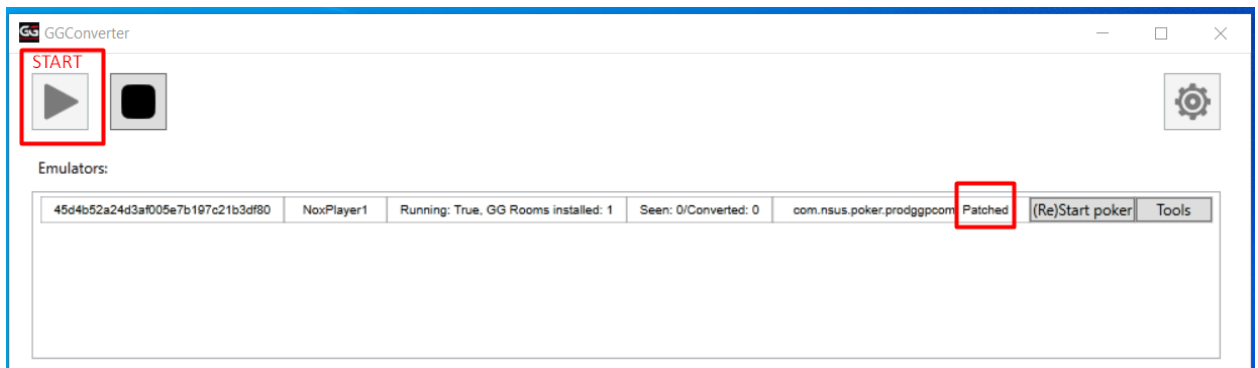 GG GGConverter
START
Emulators:
45d4b52a24d3af005e7b197c21b3df80 NoxPlayer1 Running: True, GG Rooms installed: 1 Seen: 0/Converted: 0 com.nsus.poker.prodggpcom Patched (Re)Start poker Tools